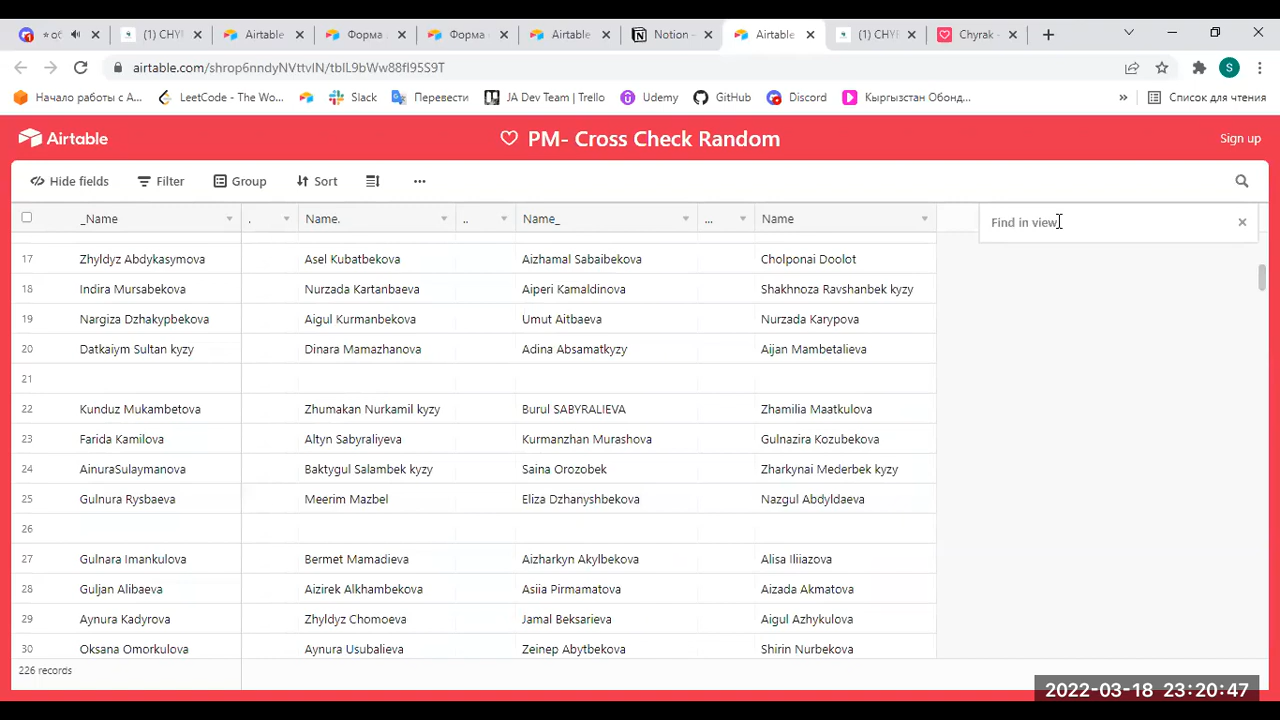 об
(1) CHY
Airtable
Форма
Форма
Airtable
Notion -
Airtable
(1) CHYR
Chyrak -
airtable.com/shrop6nndyNVttvIN/tblL9bWw88fI95S9T
S
Начало работы с A...
LeetCode - The Wo...
Slack
Перевести
JA Dev Team | Trello
Udemy
GitHub
Discord
Кыргызстан Обонд...
»
Список для чтения
Airtable
PM- Cross Check Random
Sign up
Hide fields
Filter
Group
Sort
...
_Name . Name. .. Name_ ... Name
Find in view
17 Zhyldyz Abdykasymova Asel Kubatbekova Aizhamal Sabaibekova Cholponai Doolot
18 Indira Mursabekova Nurzada Kartanbaeva Aiperi Kamaldinova Shakhnoza Ravshanbek kyzy
19 Nargiza Dzhakypbekova Aigul Kurmanbekova Umut Aitbaeva Nurzada Karypova
20 Datkaiym Sultan kyzy Dinara Mamazhanova Adina Absamatkyzy Aijan Mambetalieva
21
22 Kunduz Mukambetova Zhumakan Nurkamil kyzy Burul SABYRALIEVA Zhamilia Maatkulova
23 Farida Kamilova Altyn Sabyraliyeva Kurmanzhan Murashova Gulnazira Kozubekova
24 AinuraSulaymanova Baktygul Salambek kyzy Saina Orozobek Zharkynai Mederbek kyzy
25 Gulnura Rysbaeva Meerim Mazbel Eliza Dzhanyshbekova Nazgul Abdyldaeva
26
27 Gulnara Imankulova Bermet Mamadieva Aizharkyn Akylbekova Alisa Iliiazova
28 Guljan Alibaeva Aizirek Alkhambekova Asiia Pirmamatova Aizada Akmatova
29 Aynura Kadyrova Zhyldyz Chomoeva Jamal Beksarieva Aigul Azhykulova
30 Oksana Omorkulova Aynura Usubalieva Zeinep Abytbekova Shirin Nurbekova
226 records
2022-03-18 23:20:47